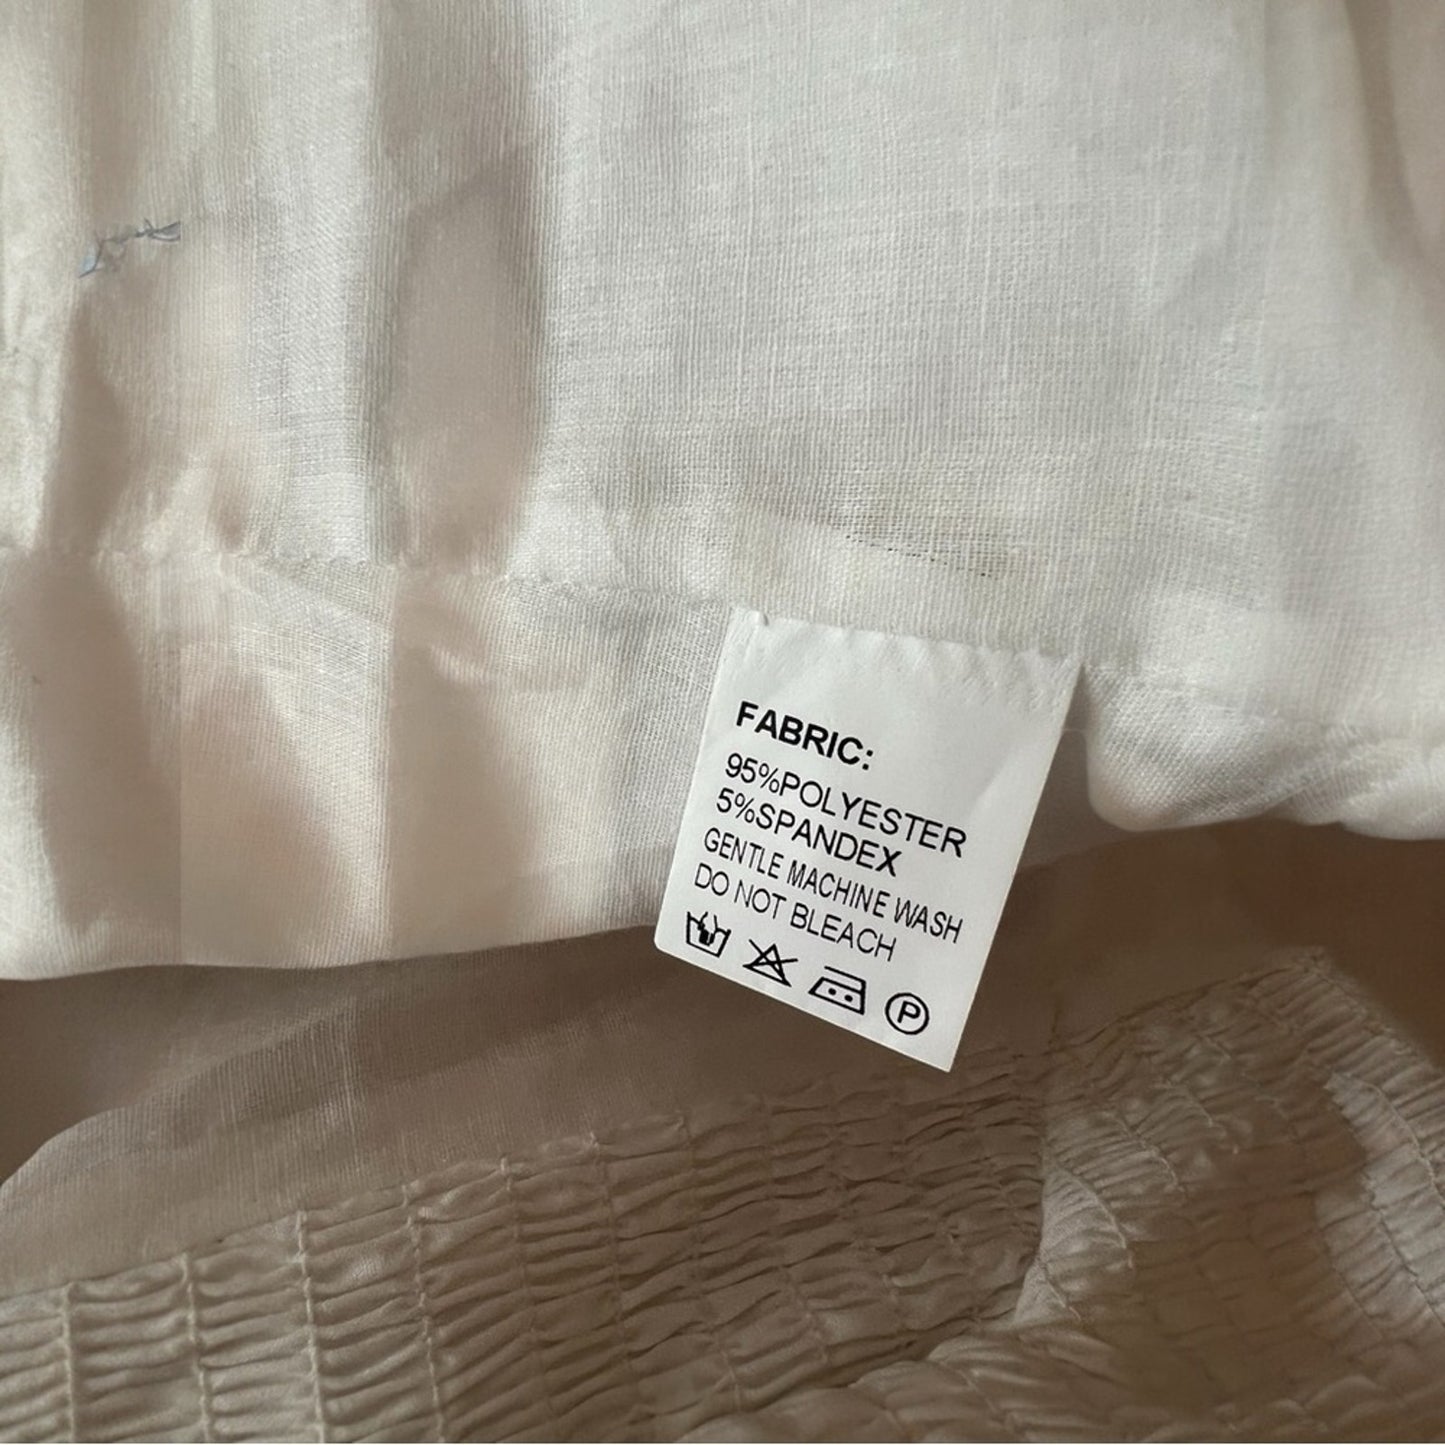 FABRIC:
95%POLYESTER
5%SPANDEX
GENTLE MACHINE WASH
DO NOT BLEACH
P